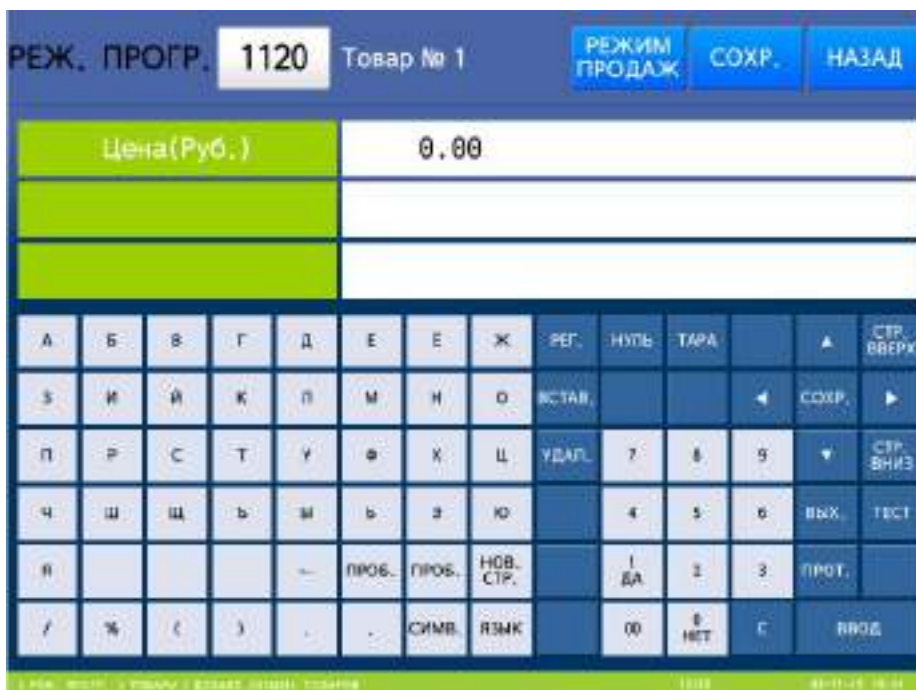 РЕЖ. ПРОГР. 1120 Товар № 1 РЕЖИМ ПРОДАЖ СОХР. НАЗАД
Цена(Руб.) 0.00
А Б В Г Д Е Ё Ж РЕГ. НУЛЬ ТАРА ▲ СТР. ВВЕРХ
З И Й К Л М Н О ВСТАВ. ◀ СОХР. ▶
П Р С Т У Ф Х Ц УДАЛ. 7 8 9 ▼ СТР. ВНИЗ
Ч Ш Щ Ъ Ы Ь Э Ю 4 5 6 ВЫХ. ТЕСТ
Я ПРОБ. ПРОБ. НОВ. СТР. 1 ДА 2 3 ПРОТ.
/ % ( ) СИМВ. ЯЗЫК 00 0 НЕТ C ВВОД